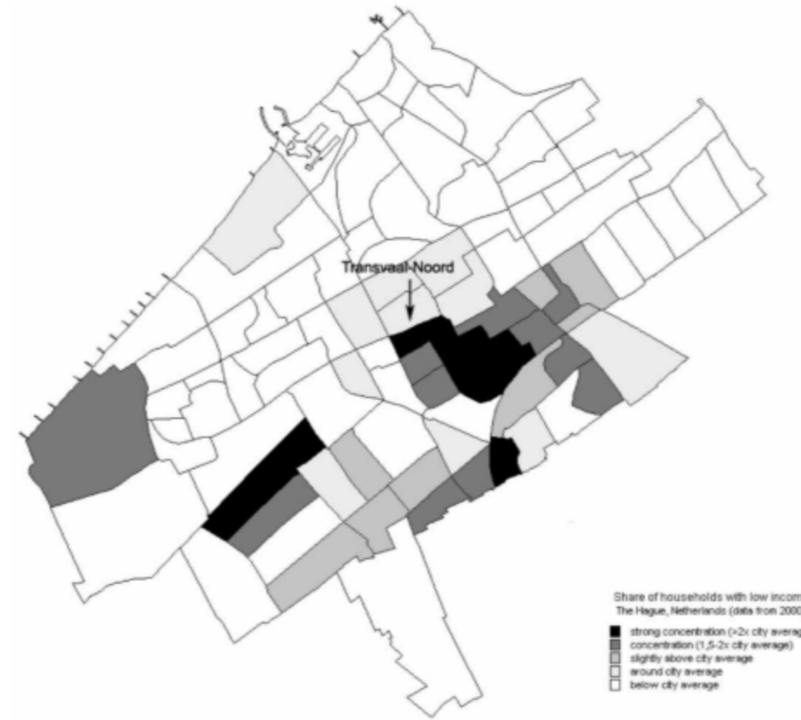 Transvaal-Noord
Share of households with low incom
The Hague, Netherlands (data from 2000
strong concentration (>2x city averag
concentration (1,5-2x city average)
slightly above city average
around city average
below city average